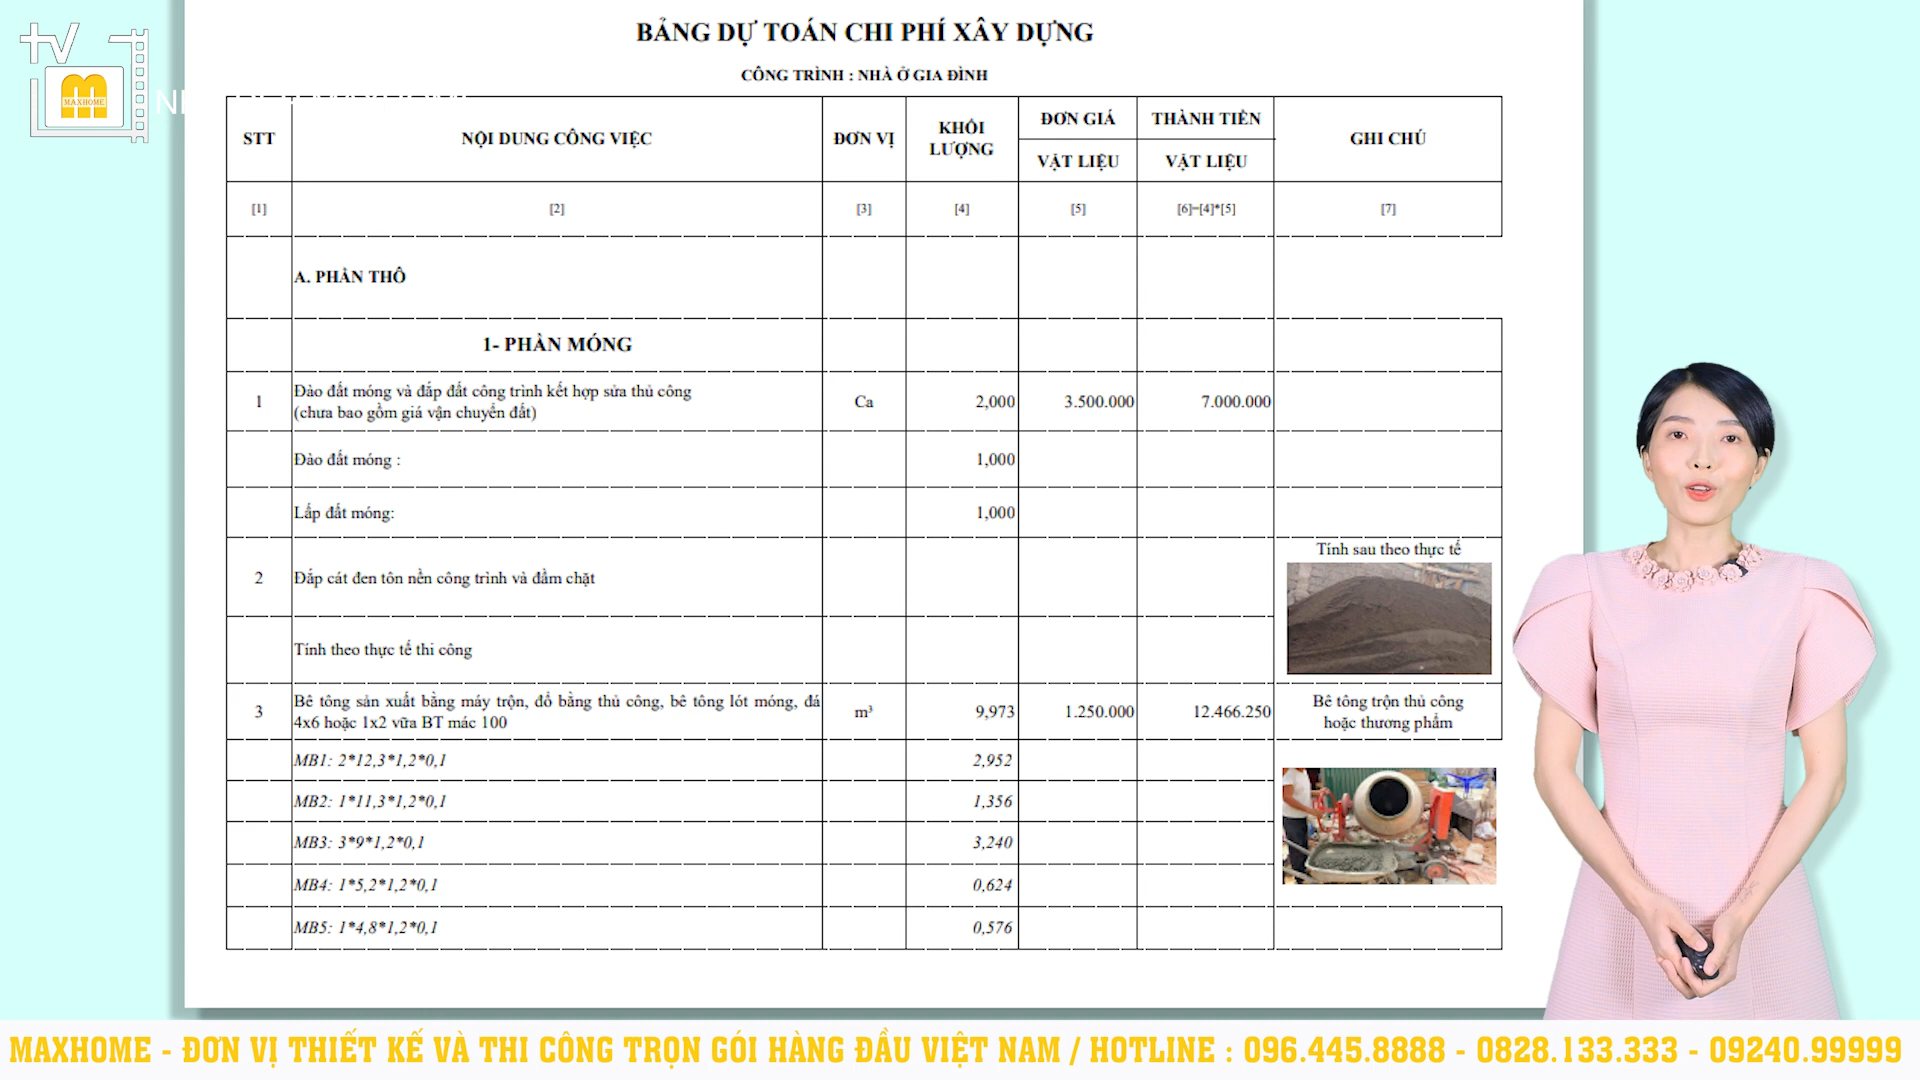 tv
MAXHOME
BẢNG DỰ TOÁN CHI PHÍ XÂY DỰNG
CÔNG TRÌNH : NHÀ Ở GIA ĐÌNH
STT NỘI DUNG CÔNG VIỆC ĐƠN VỊ KHỐI LƯỢNG ĐƠN GIÁ THÀNH TIỀN GHI CHÚ
VẬT LIỆU VẬT LIỆU
[1] [2] [3] [4] [5] [6]=[4]*[5] [7]
A. PHẦN THÔ
1- PHẦN MÓNG
1 Đào đất móng và đắp đất công trình kết hợp sửa thủ công Ca 2,000 3.500.000 7.000.000
(chưa bao gồm giá vận chuyển đất)
Đào đất móng : 1,000
Lấp đất móng: 1,000
Tính sau theo thực tế
2 Đắp cát đen tôn nền công trình và đầm chặt
Tính theo thực tế thi công
3 Bê tông sản xuất bằng máy trộn, đổ bằng thủ công, bê tông lót móng, đá m³ 9,973 1.250.000 12.466.250 Bê tông trộn thủ công
4x6 hoặc 1x2 vữa BT mác 100 hoặc thương phẩm
MB1: 2*12,3*1,2*0,1 2,952
MB2: 1*11,3*1,2*0,1 1,356
MB3: 3*9*1,2*0,1 3,240
MB4: 1*5,2*1,2*0,1 0,624
MB5: 1*4,8*1,2*0,1 0,576
MAXHOME - ĐƠN VỊ THIẾT KẾ VÀ THI CÔNG TRỌN GÓI HÀNG ĐẦU VIỆT NAM / HOTLINE : 096.445.8888 - 0828.133.333 - 09240.99999